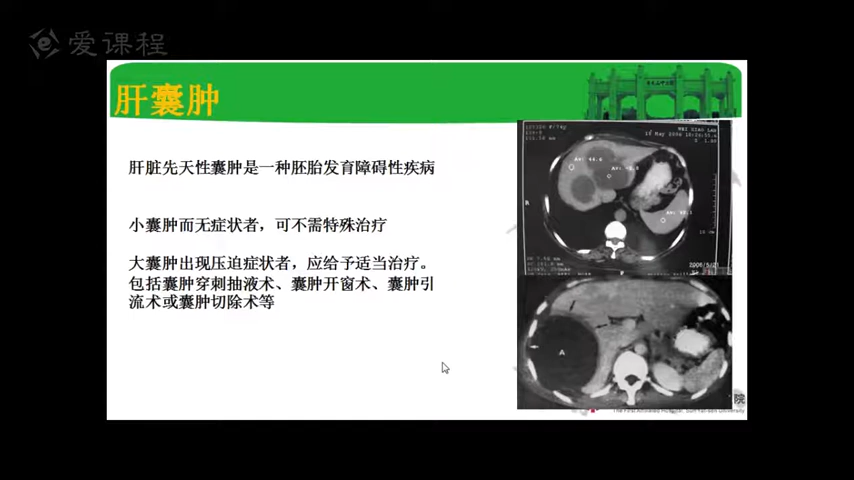 爱课程
肝囊肿
肝脏先天性囊肿是一种胚胎发育障碍性疾病
小囊肿而无症状者，可不需特殊治疗
大囊肿出现压迫症状者，应给予适当治疗。
包括囊肿穿刺抽液术、囊肿开窗术、囊肿引
流术或囊肿切除术等
R
2006/5/21
A
院
The First Affiliated Hospital, Sun Yat-sen University